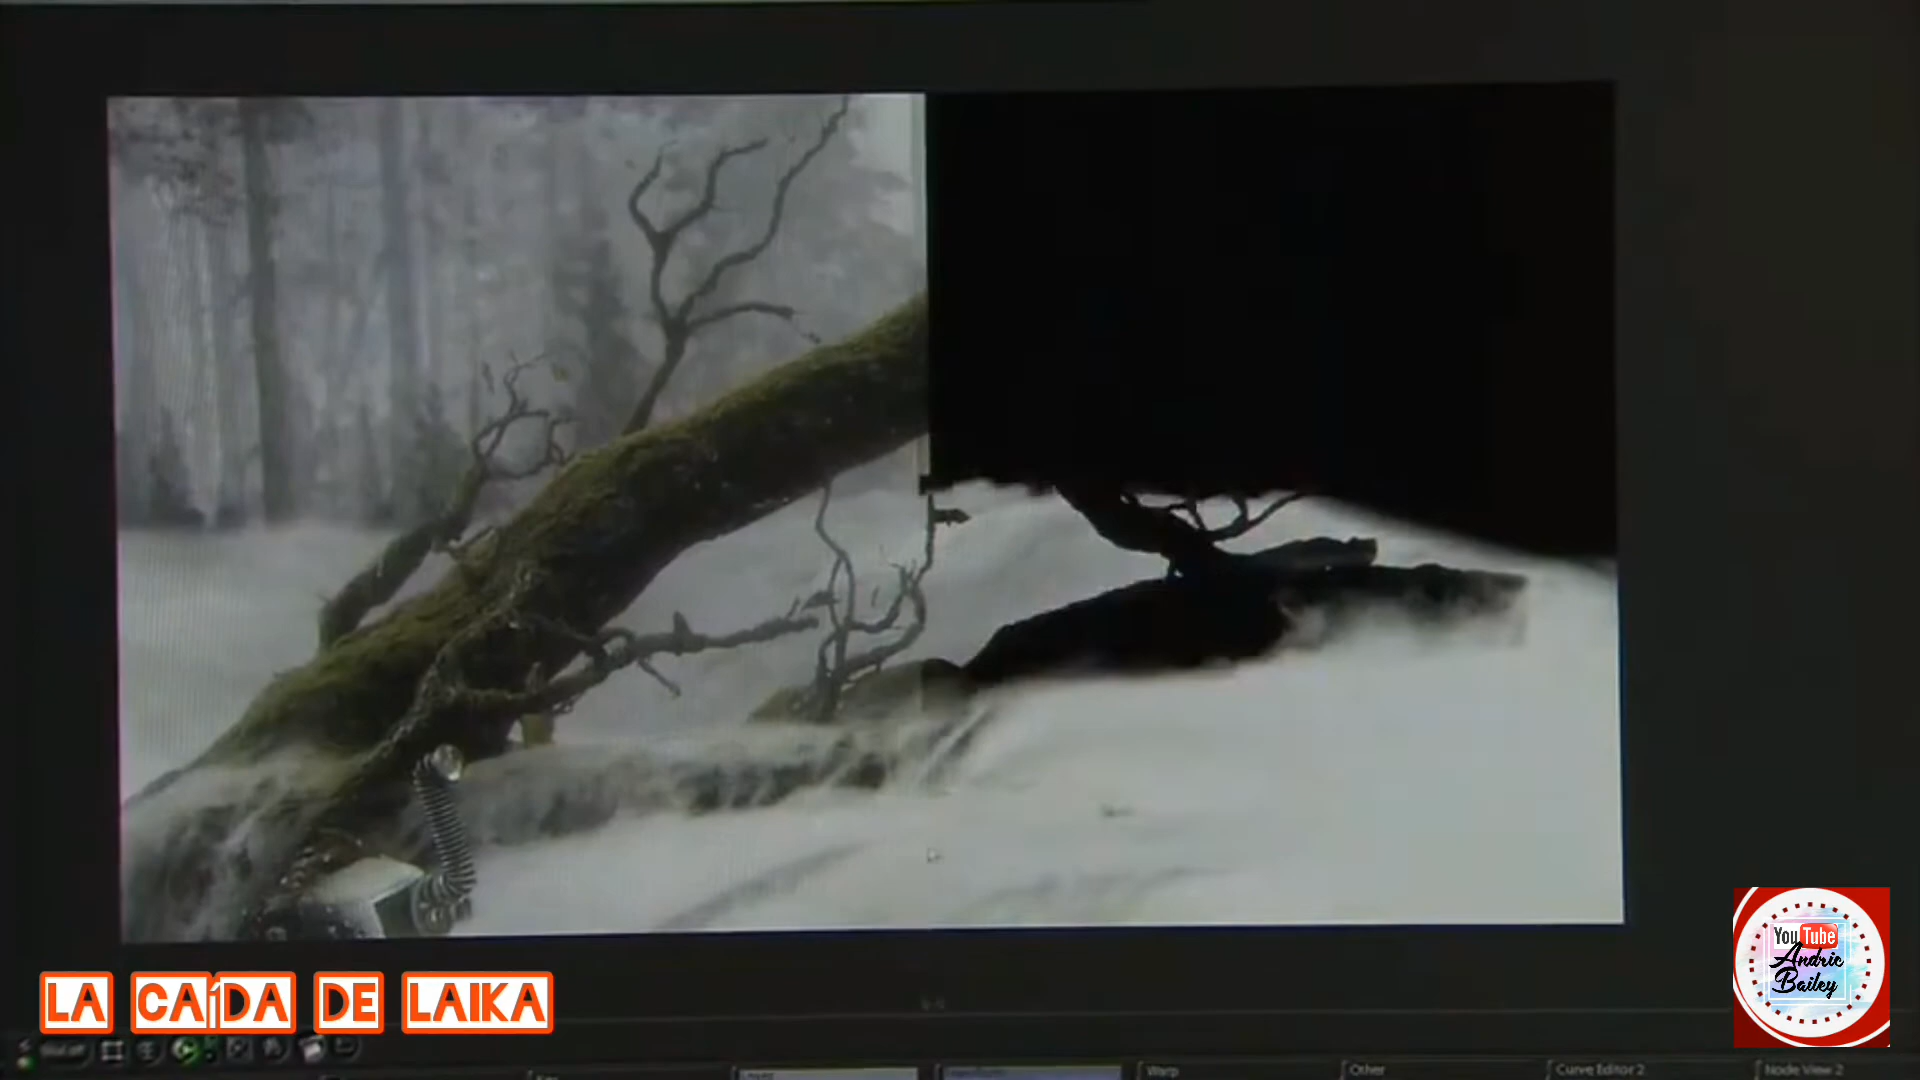 YouTube
Andric
Bailey
LA CAíDA DE LAIKA
Warp
Other
Curve Editor 2
Node View 2